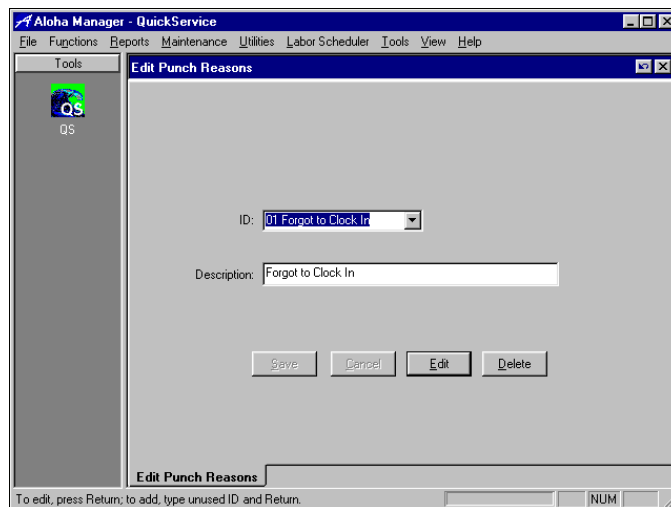 Aloha Manager - QuickService
File Functions Reports Maintenance Utilities Labor Scheduler Tools View Help
Tools
Edit Punch Reasons
QS
QS
ID: 01 Forgot to Clock In
Description: Forgot to Clock In
Save Cancel Edit Delete
Edit Punch Reasons
To edit, press Return; to add, type unused ID and Return. NUM